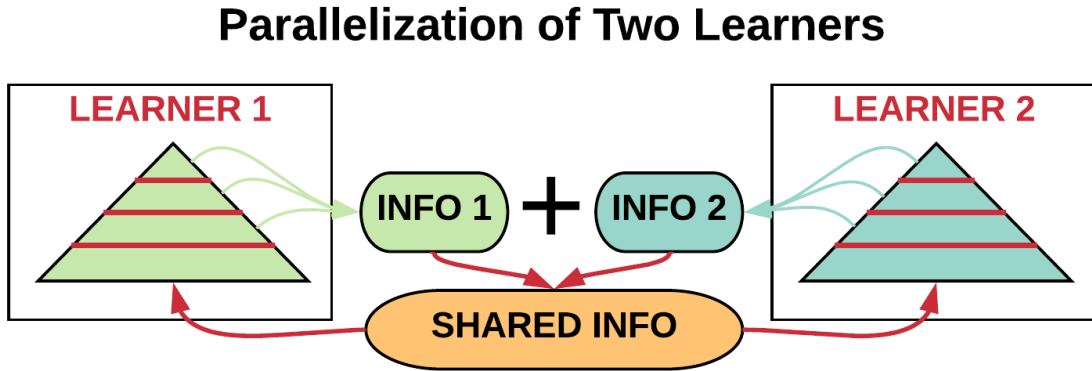 Parallelization of Two Learners
LEARNER 1
LEARNER 2
INFO 1
+
INFO 2
SHARED INFO